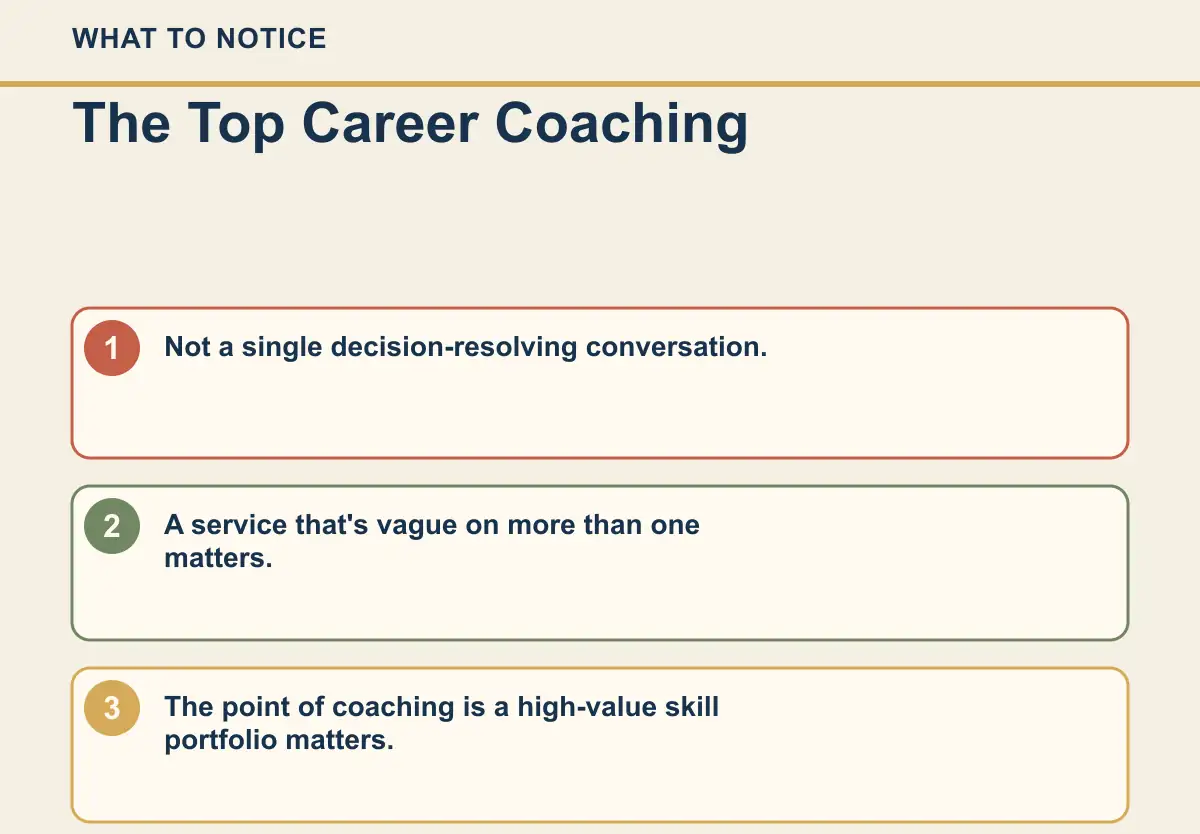 WHAT TO NOTICE
The Top Career Coaching
1
Not a single decision-resolving conversation.
2
A service that's vague on more than one
matters.
3
The point of coaching is a high-value skill
portfolio matters.